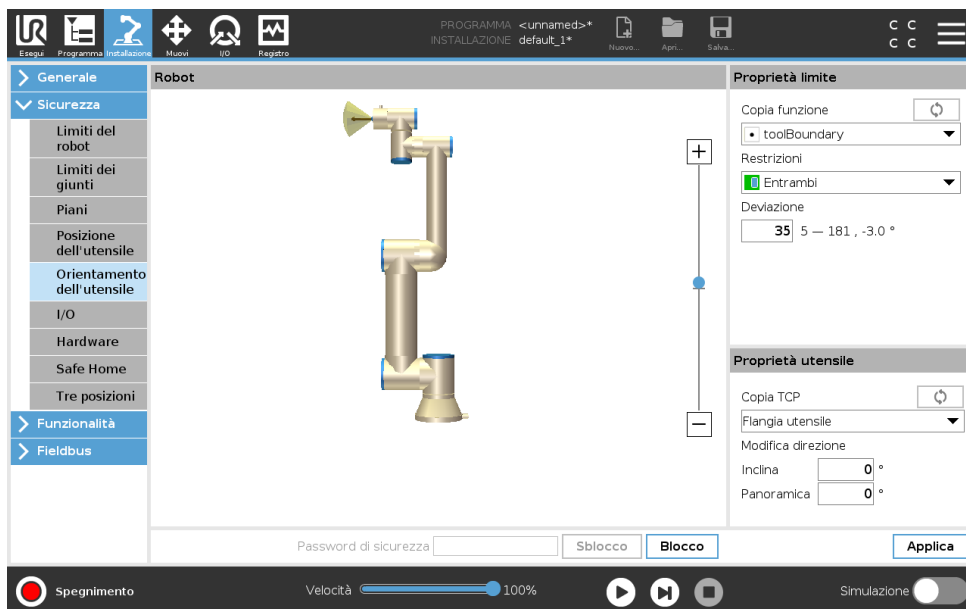 UR
PROGRAMMA <unnamed>*
INSTALLAZIONE default_1*
Esegui Programma Installazione Muovi I/O Registro
Nuovo... Apri... Salva...
C C
C C
Generale
Sicurezza
Limiti del
robot
Limiti dei
giunti
Piani
Posizione
dell'utensile
Orientamento
dell'utensile
I/O
Hardware
Safe Home
Tre posizioni
Funzionalità
Fieldbus
Robot
Proprietà limite
Copia funzione
toolBoundary
Restrizioni
Entrambi
Deviazione
35 5 — 181 , -3.0 °
Proprietà utensile
Copia TCP
Flangia utensile
Modifica direzione
Inclina 0 °
Panoramica 0 °
Password di sicurezza Sblocco Blocco Applica
Spegnimento Velocità 100% Simulazione